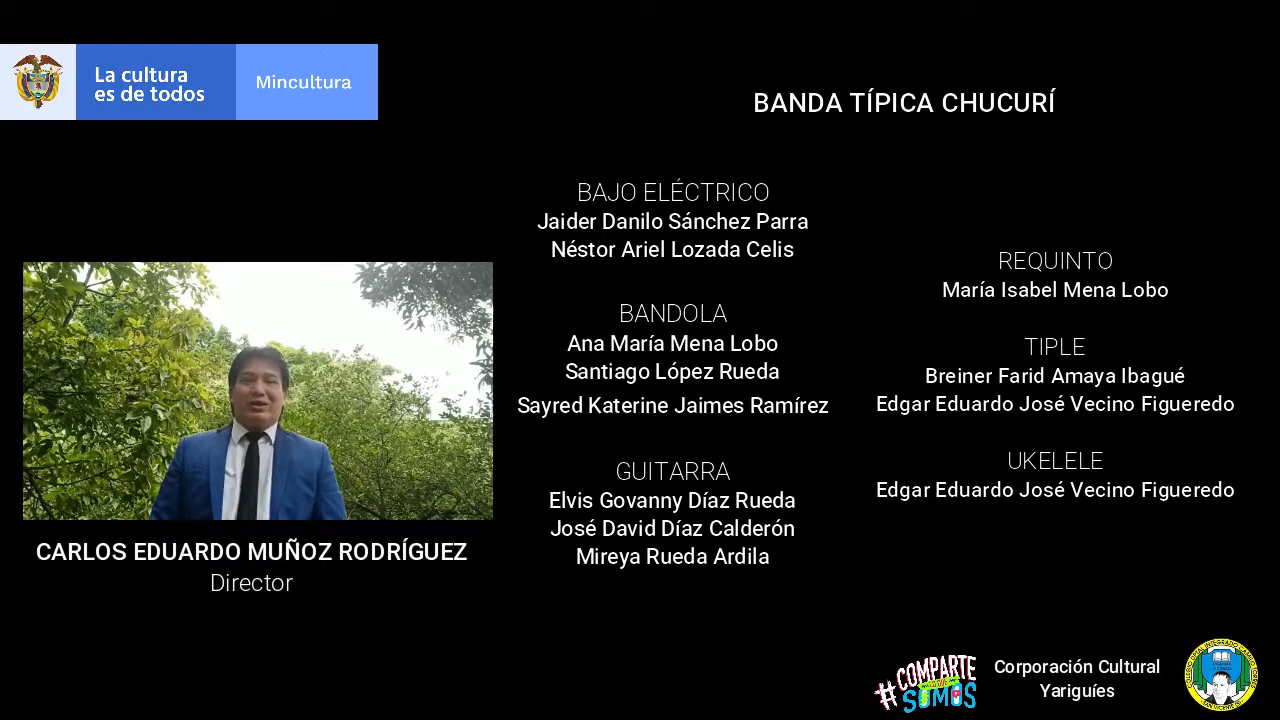 La cultura
es de todos
Mincultura
BANDA TÍPICA CHUCURÍ
BAJO ELÉCTRICO
Jaider Danilo Sánchez Parra
Néstor Ariel Lozada Celis
BANDOLA
Ana María Mena Lobo
Santiago López Rueda
Sayred Katerine Jaimes Ramírez
GUITARRA
Elvis Govanny Díaz Rueda
José David Díaz Calderón
Mireya Rueda Ardila
REQUINTO
María Isabel Mena Lobo
TIPLE
Breiner Farid Amaya Ibagué
Edgar Eduardo José Vecino Figueredo
UKELELE
Edgar Eduardo José Vecino Figueredo
CARLOS EDUARDO MUÑOZ RODRÍGUEZ
Director
#COMPARTE
SOMOS
Corporación Cultural
Yariguíes